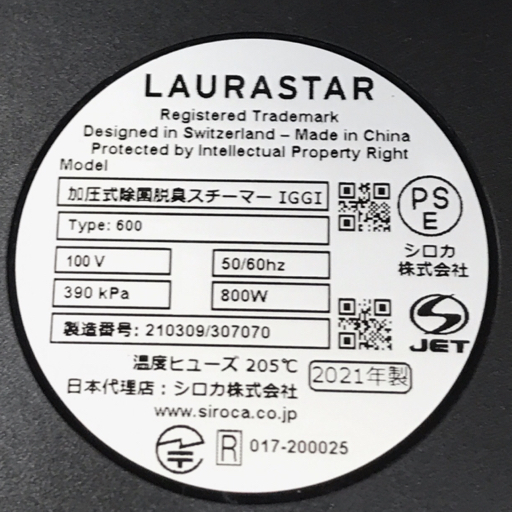 LAURASTAR
Registered Trademark
Designed in Switzerland – Made in China
Protected by Intellectual Property Right
Model
加圧式除菌脱臭スチーマー IGGI
Type: 600
100 V
50/60hz
390 kPa
800W
製造番号: 210309/307070
PS
E
シロカ
株式会社
JET
温度ヒューズ 205℃
日本代理店：シロカ株式会社
2021年製
www.siroca.co.jp
R 017-200025